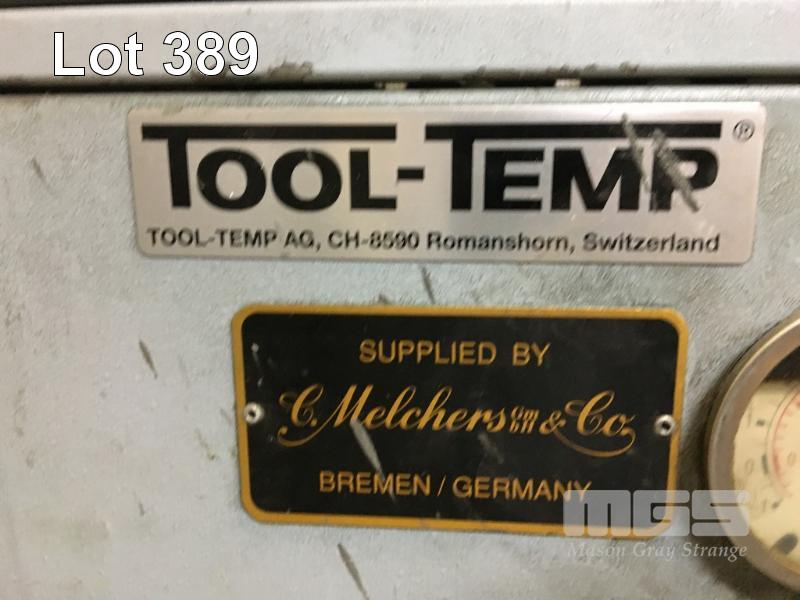 Lot 389
TOOL-TEMP®
TOOL-TEMP AG, CH-8590 Romanshorn, Switzerland
SUPPLIED BY
C. Melchers GmbH & Co.
BREMEN / GERMANY
MGS
Mason Gray Strange